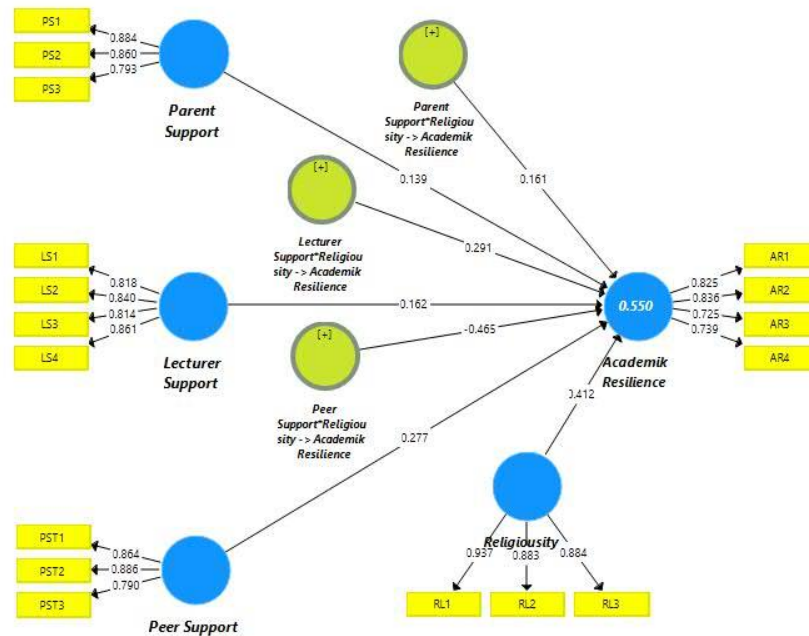 PS1
PS2
PS3
0.884
0.860
0.793
Parent
Support
[+]
Parent
Support*Religiou
sity -> Academik
Resilience
0.139
0.161
[+]
Lecturer
Support*Religiou
sity -> Academik
Resilience
0.291
LS1
LS2
LS3
LS4
0.818
0.840
0.814
0.861
Lecturer
Support
0.162
[+]
Peer
Support*Religiou
sity -> Academik
Resilience
-0.465
0.550
Academik
Resilience
0.825
0.836
0.725
0.739
AR1
AR2
AR3
AR4
0.412
0.277
PST1
PST2
PST3
0.864
0.886
0.790
Peer Support
Religiousity
0.937
0.883
0.884
RL1
RL2
RL3